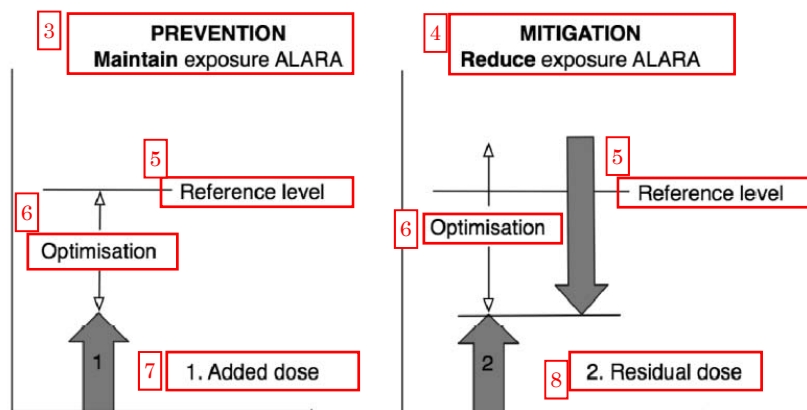 3
PREVENTION
Maintain exposure ALARA
4
MITIGATION
Reduce exposure ALARA
5
Reference level
6
Optimisation
1
7
1. Added dose
5
Reference level
6
Optimisation
2
8
2. Residual dose